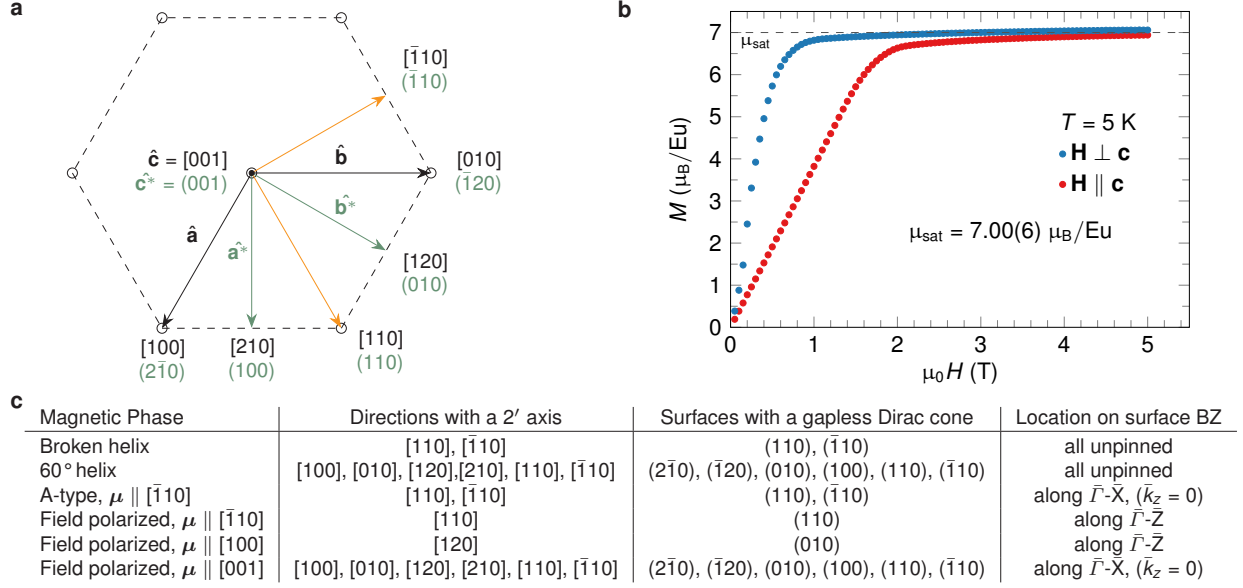 a
[1̄10]
(1̄10)
ĉ = [001]
ĉ* = (001)
b̂
[010]
(1̄20)
b̂*
â
â*
[120]
(010)
[100]
(21̄0)
[210]
(100)
[110]
(110)
b
7
6
5
4
3
2
1
0
M (μB/Eu)
μsat
T = 5 K
H ⊥ c
H ∥ c
μsat = 7.00(6) μB/Eu
0 1 2 3 4 5
μ0H (T)
c
Magnetic Phase Directions with a 2′ axis Surfaces with a gapless Dirac cone Location on surface BZ
Broken helix [110], [1̄10] (110), (1̄10) all unpinned
60° helix [100], [010], [120],[210], [110], [1̄10] (21̄0), (1̄20), (010), (100), (110), (1̄10) all unpinned
A-type, μ ∥ [1̄10] [110], [1̄10] (110), (1̄10) along Γ̄-X̄, (k̄z = 0)
Field polarized, μ ∥ [1̄10] [110] (110) along Γ̄-Z̄
Field polarized, μ ∥ [100] [120] (010) along Γ̄-Z̄
Field polarized, μ ∥ [001] [100], [010], [120], [210], [110], [1̄10] (21̄0), (1̄20), (010), (100), (110), (1̄10) along Γ̄-X̄, (k̄z = 0)